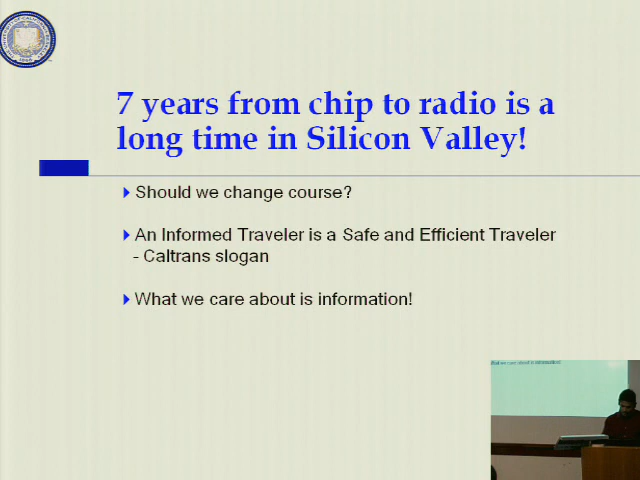 7 years from chip to radio is a
long time in Silicon Valley!
Should we change course?
An Informed Traveler is a Safe and Efficient Traveler
- Caltrans slogan
What we care about is information!